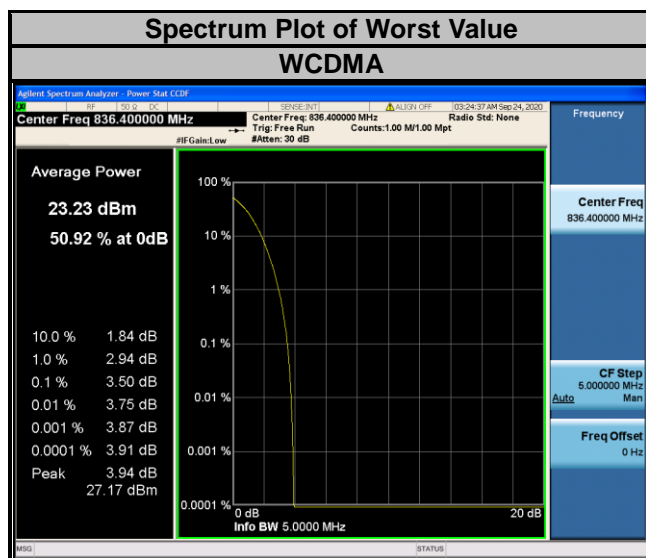 Spectrum Plot of Worst Value
WCDMA
Agilent Spectrum Analyzer - Power Stat CCDF
RF 50 Ω DC SENSE:INT ALIGN OFF 03:24:37 AM Sep 24, 2020
Center Freq 836.400000 MHz
Center Freq: 836.400000 MHz Radio Std: None
Trig: Free Run Counts:1.00 M/1.00 Mpt
#IFGain:Low #Atten: 30 dB
Frequency
Average Power
23.23 dBm
50.92 % at 0dB
10.0 % 1.84 dB
1.0 % 2.94 dB
0.1 % 3.50 dB
0.01 % 3.75 dB
0.001 % 3.87 dB
0.0001 % 3.91 dB
Peak 3.94 dB
27.17 dBm
100 %
10 %
1 %
0.1 %
0.01 %
0.001 %
0.0001 %
0 dB 20 dB
Info BW 5.0000 MHz
Center Freq
836.400000 MHz
CF Step
5.000000 MHz
Auto Man
Freq Offset
0 Hz
MSG STATUS